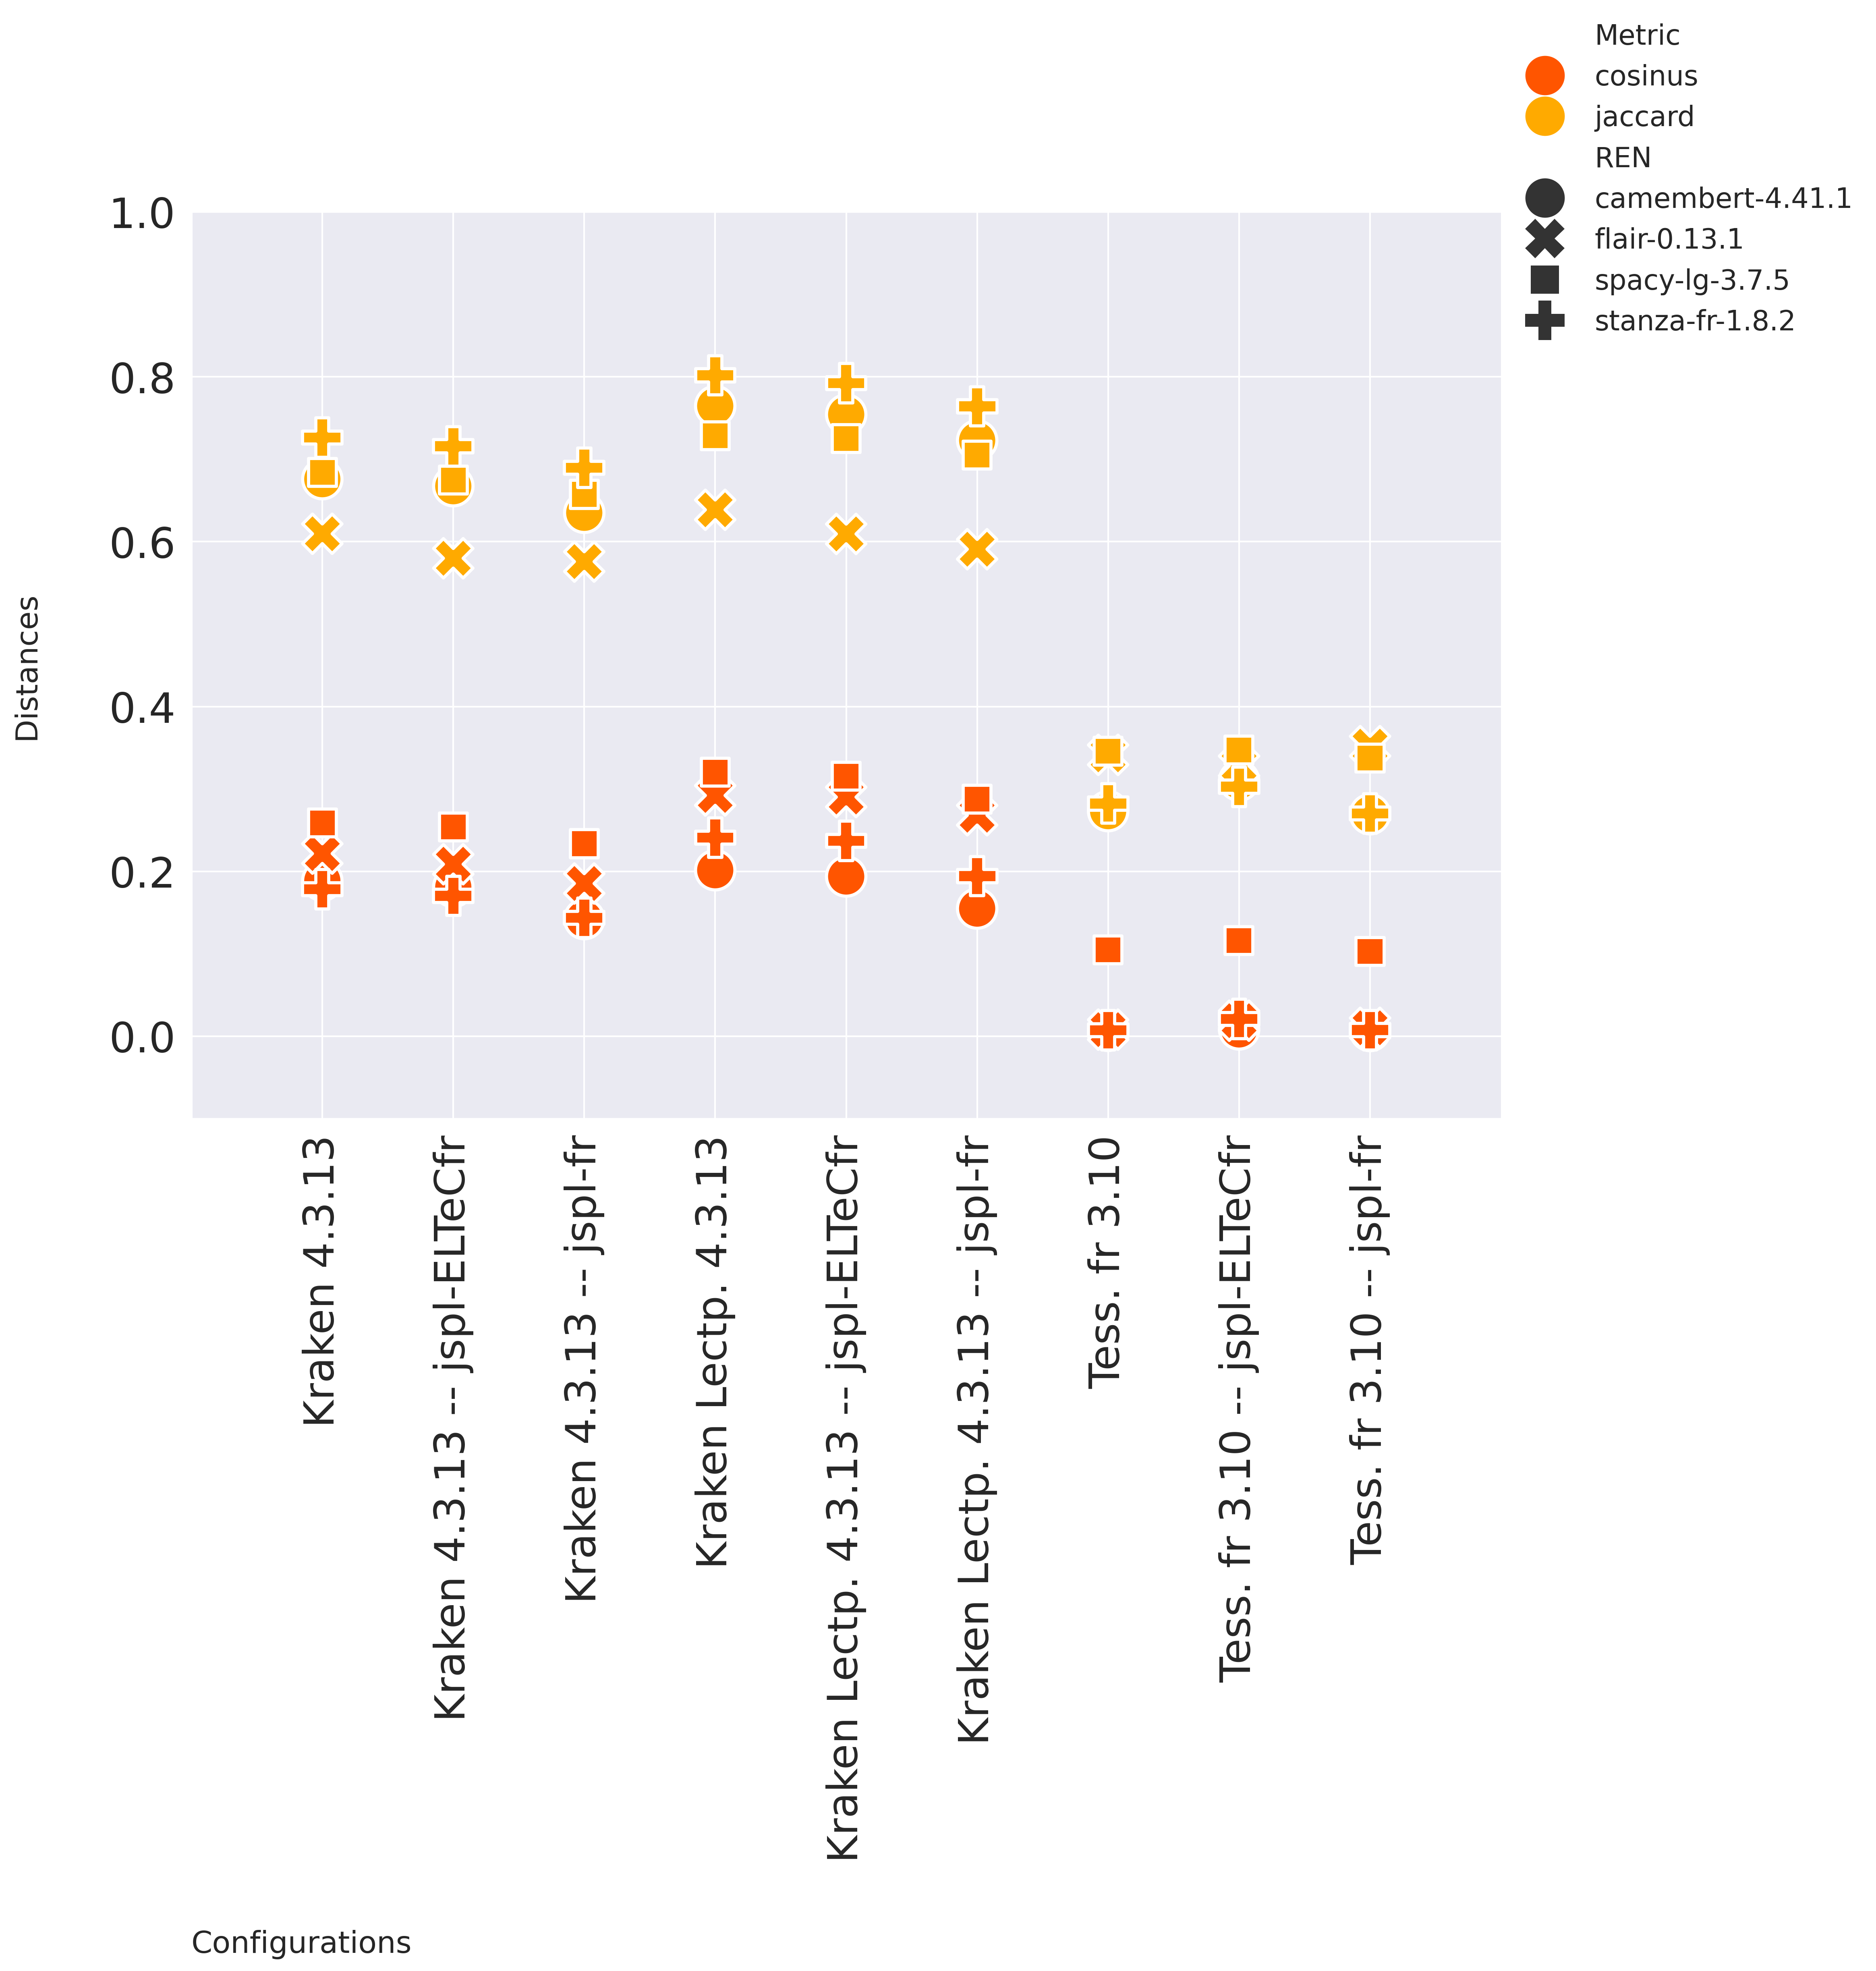 Metric
cosinus
jaccard
REN
camembert-4.41.1
flair-0.13.1
spacy-lg-3.7.5
stanza-fr-1.8.2
1.0
0.8
0.6
0.4
0.2
0.0
Distances
Kraken 4.3.13
Kraken 4.3.13 -- jspl-ELTeCfr
Kraken 4.3.13 -- jspl-fr
Kraken Lectp. 4.3.13
Kraken Lectp. 4.3.13 -- jspl-ELTeCfr
Kraken Lectp. 4.3.13 -- jspl-fr
Tess. fr 3.10
Tess. fr 3.10 -- jspl-ELTeCfr
Tess. fr 3.10 -- jspl-fr
Configurations